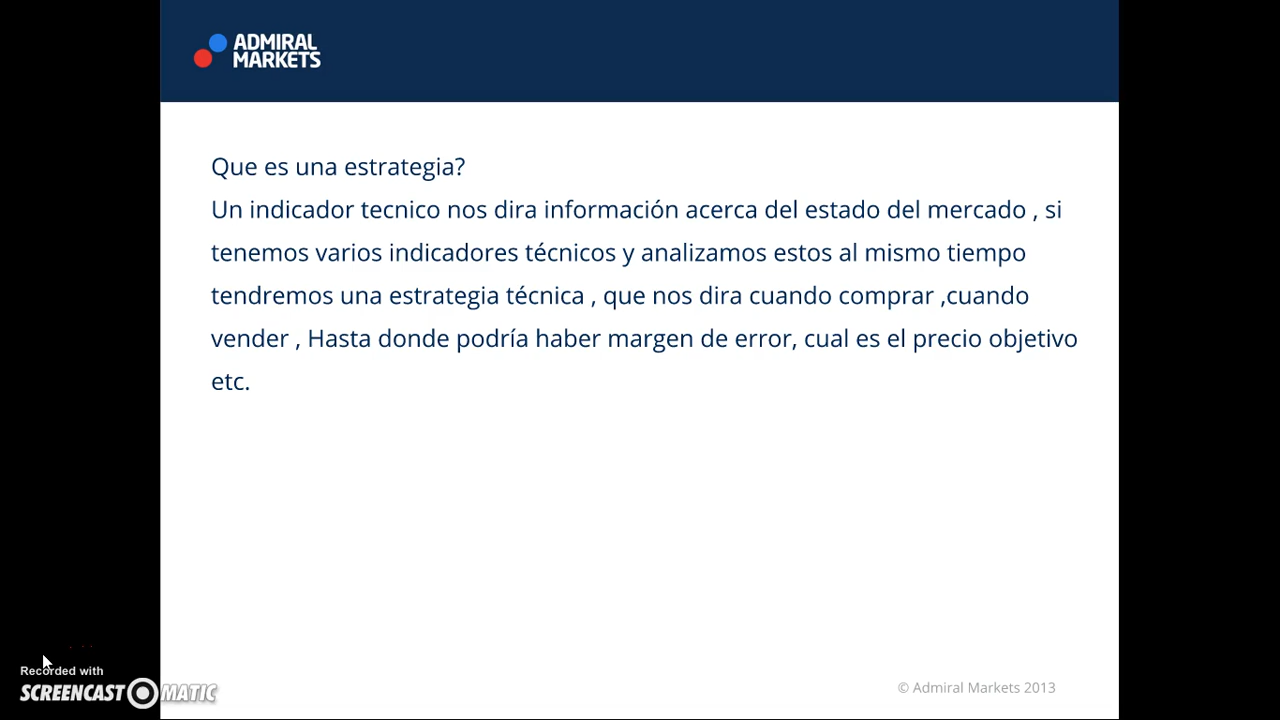 ADMIRAL
MARKETS
Que es una estrategia?
Un indicador tecnico nos dira información acerca del estado del mercado , si
tenemos varios indicadores técnicos y analizamos estos al mismo tiempo
tendremos una estrategia técnica , que nos dira cuando comprar ,cuando
vender , Hasta donde podría haber margen de error, cual es el precio objetivo
etc.
Recorded with
SCREENCAST MATIC
© Admiral Markets 2013